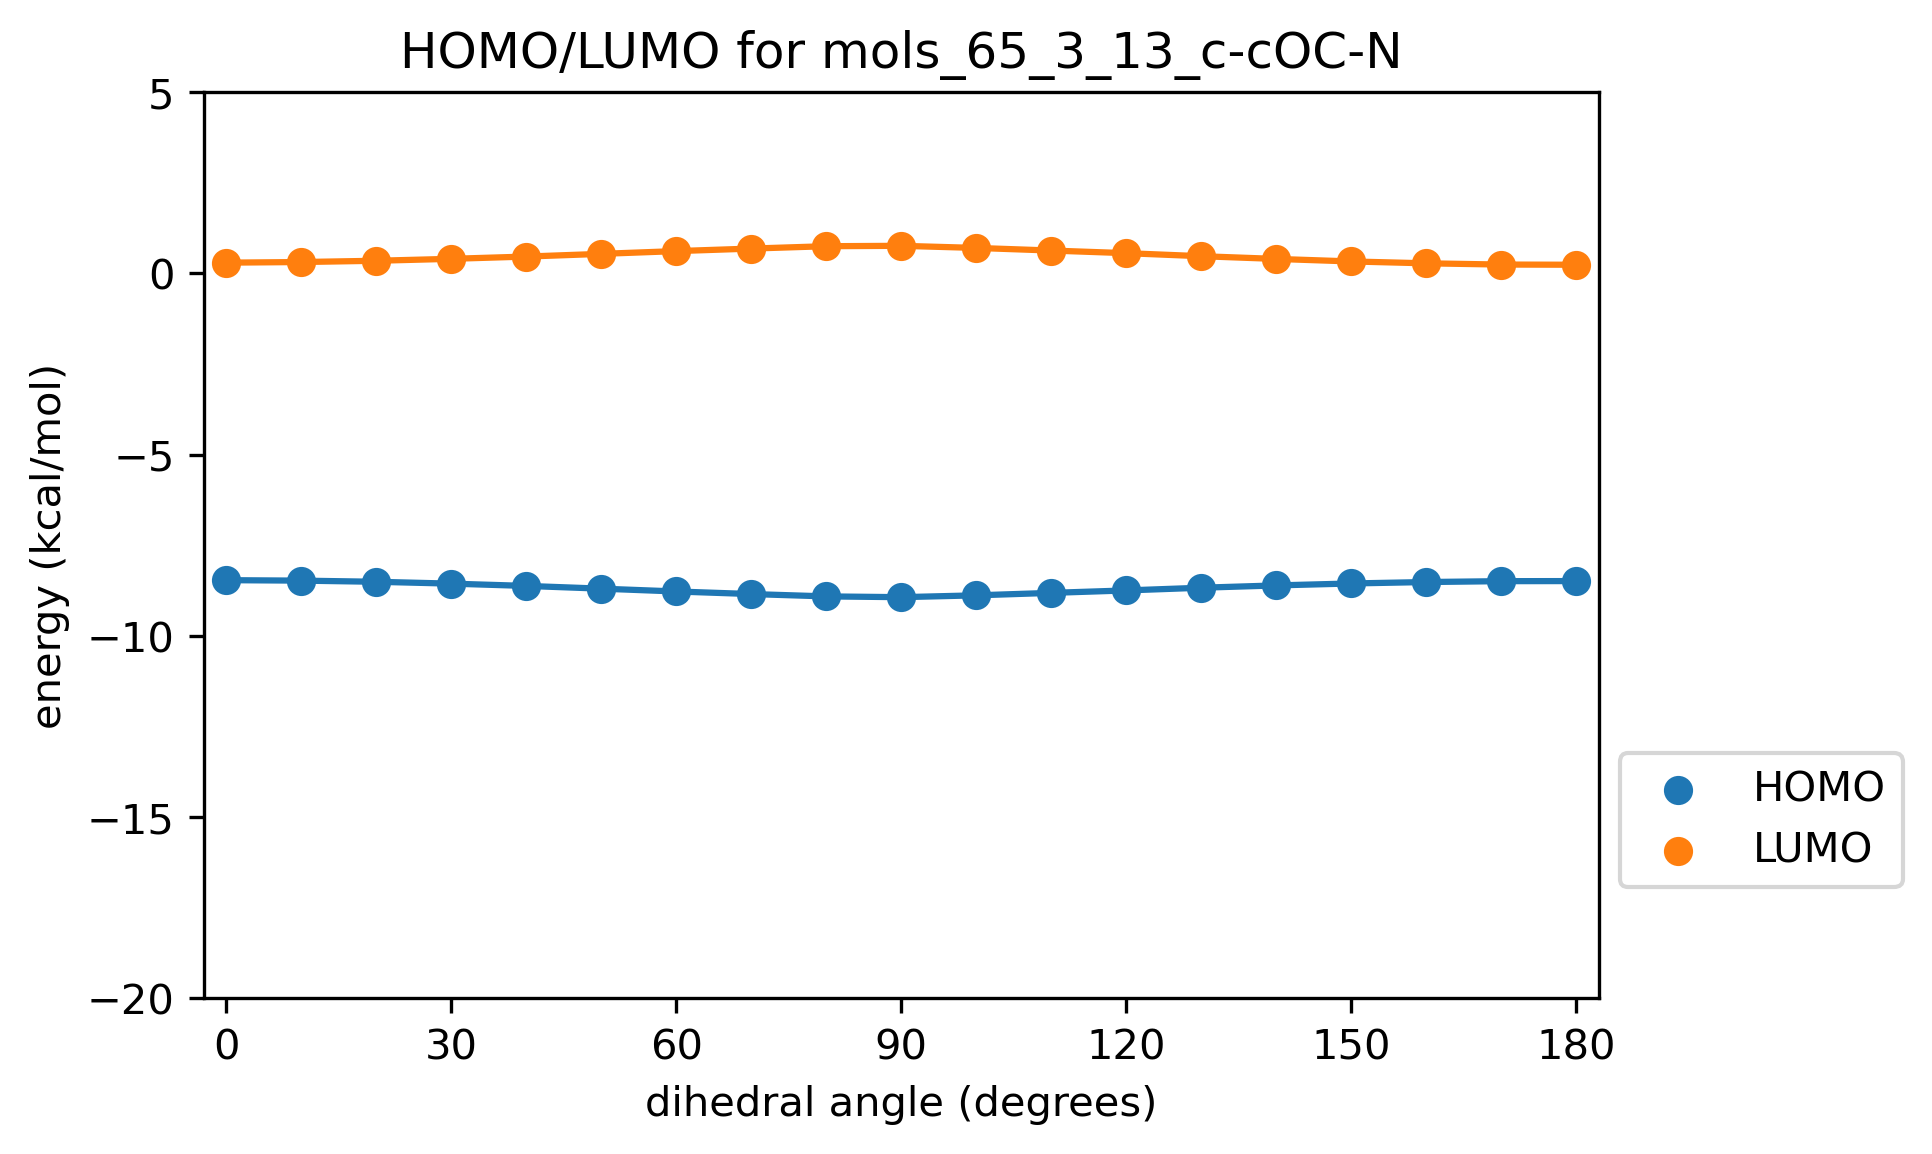 HOMO/LUMO for mols_65_3_13_c-cOC-N
5
0
−5
−10
−15
−20
energy (kcal/mol)
0 30 60 90 120 150 180
dihedral angle (degrees)
HOMO
LUMO